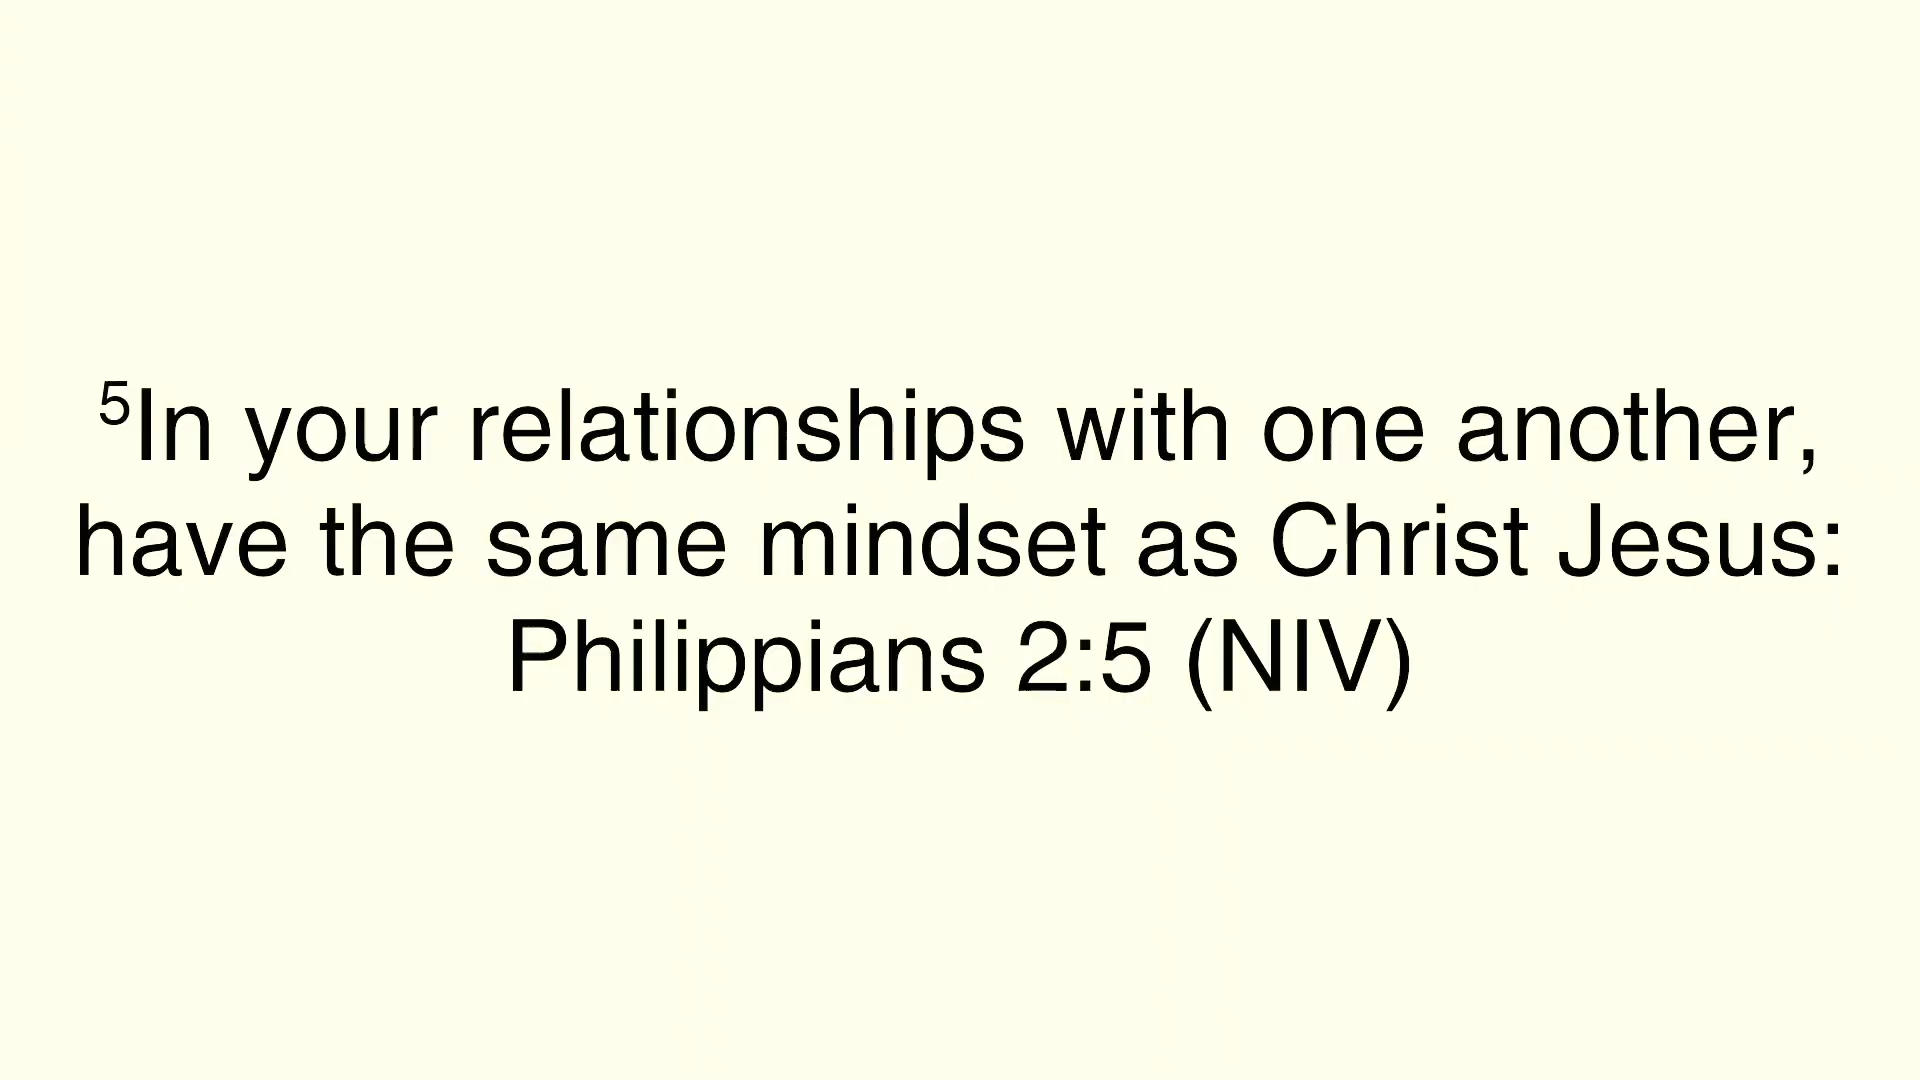 ⁵In your relationships with one another,
have the same mindset as Christ Jesus:
Philippians 2:5 (NIV)